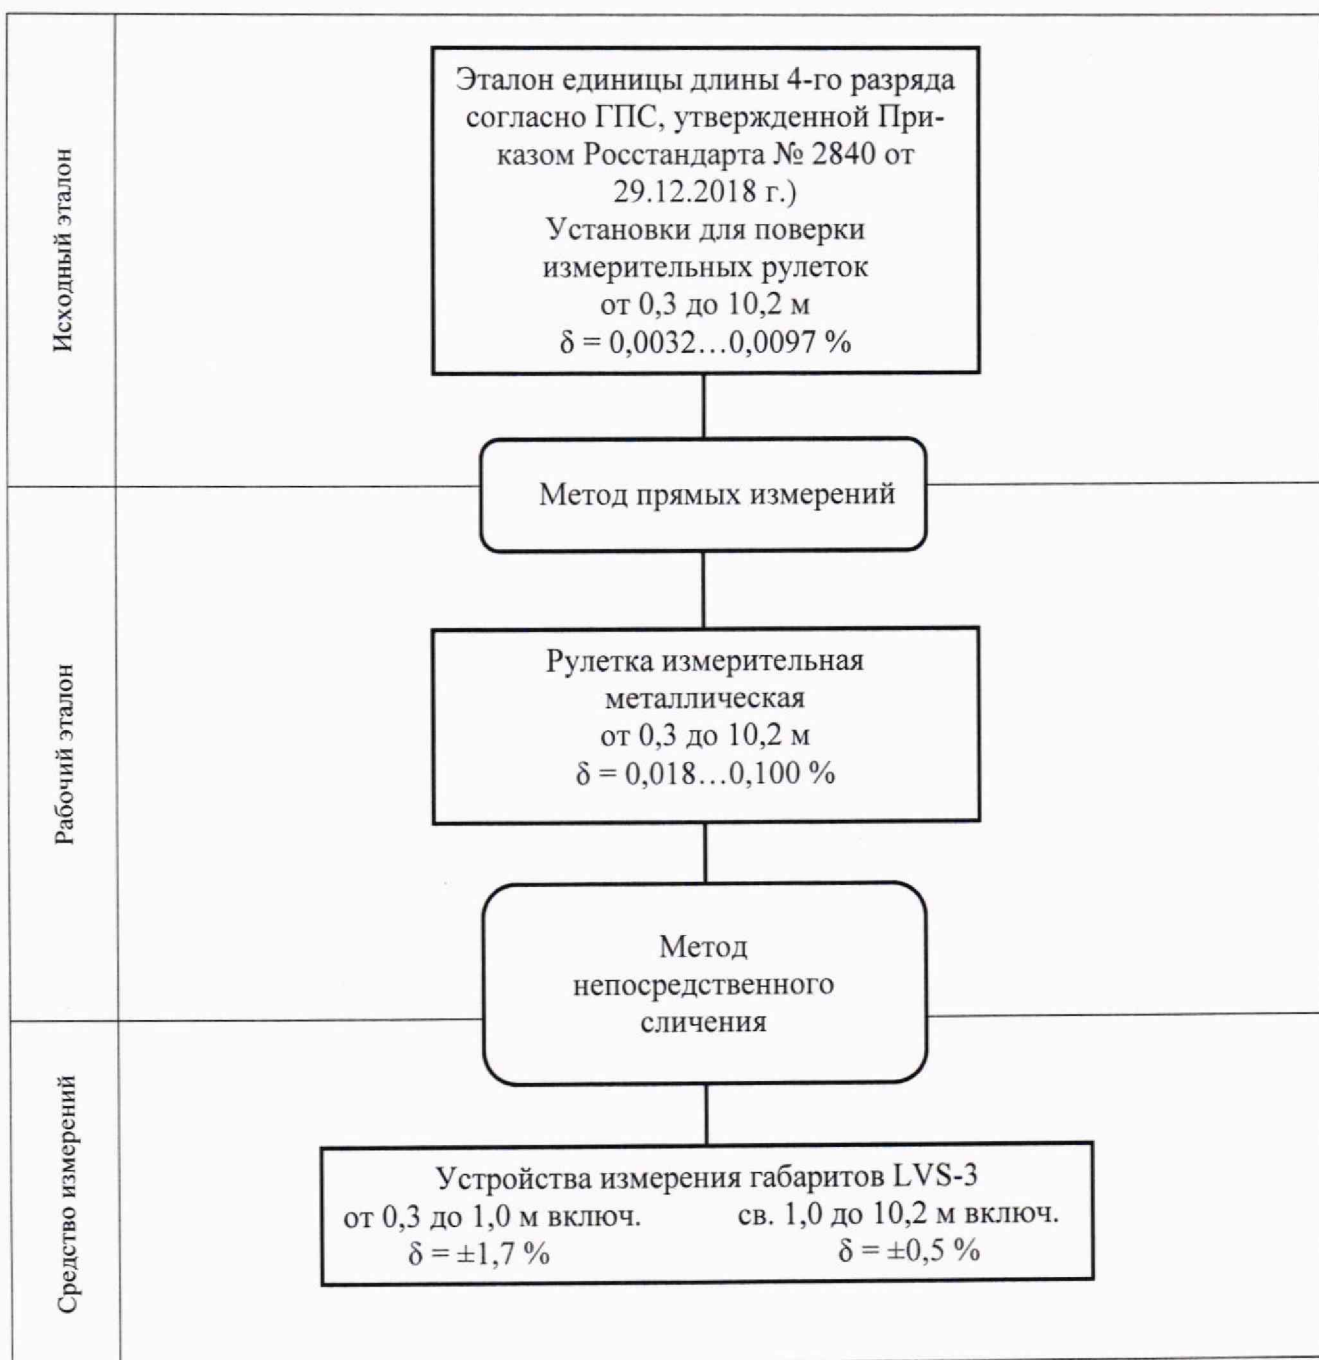 Исходный эталон
Эталон единицы длины 4-го разряда
согласно ГПС, утвержденной При-
казом Росстандарта № 2840 от
29.12.2018 г.)
Установки для поверки
измерительных рулеток
от 0,3 до 10,2 м
δ = 0,0032…0,0097 %
Метод прямых измерений
Рабочий эталон
Рулетка измерительная
металлическая
от 0,3 до 10,2 м
δ = 0,018…0,100 %
Метод
непосредственного
сличения
Средство измерений
Устройства измерения габаритов LVS-3
от 0,3 до 1,0 м включ. св. 1,0 до 10,2 м включ.
δ = ±1,7 % δ = ±0,5 %